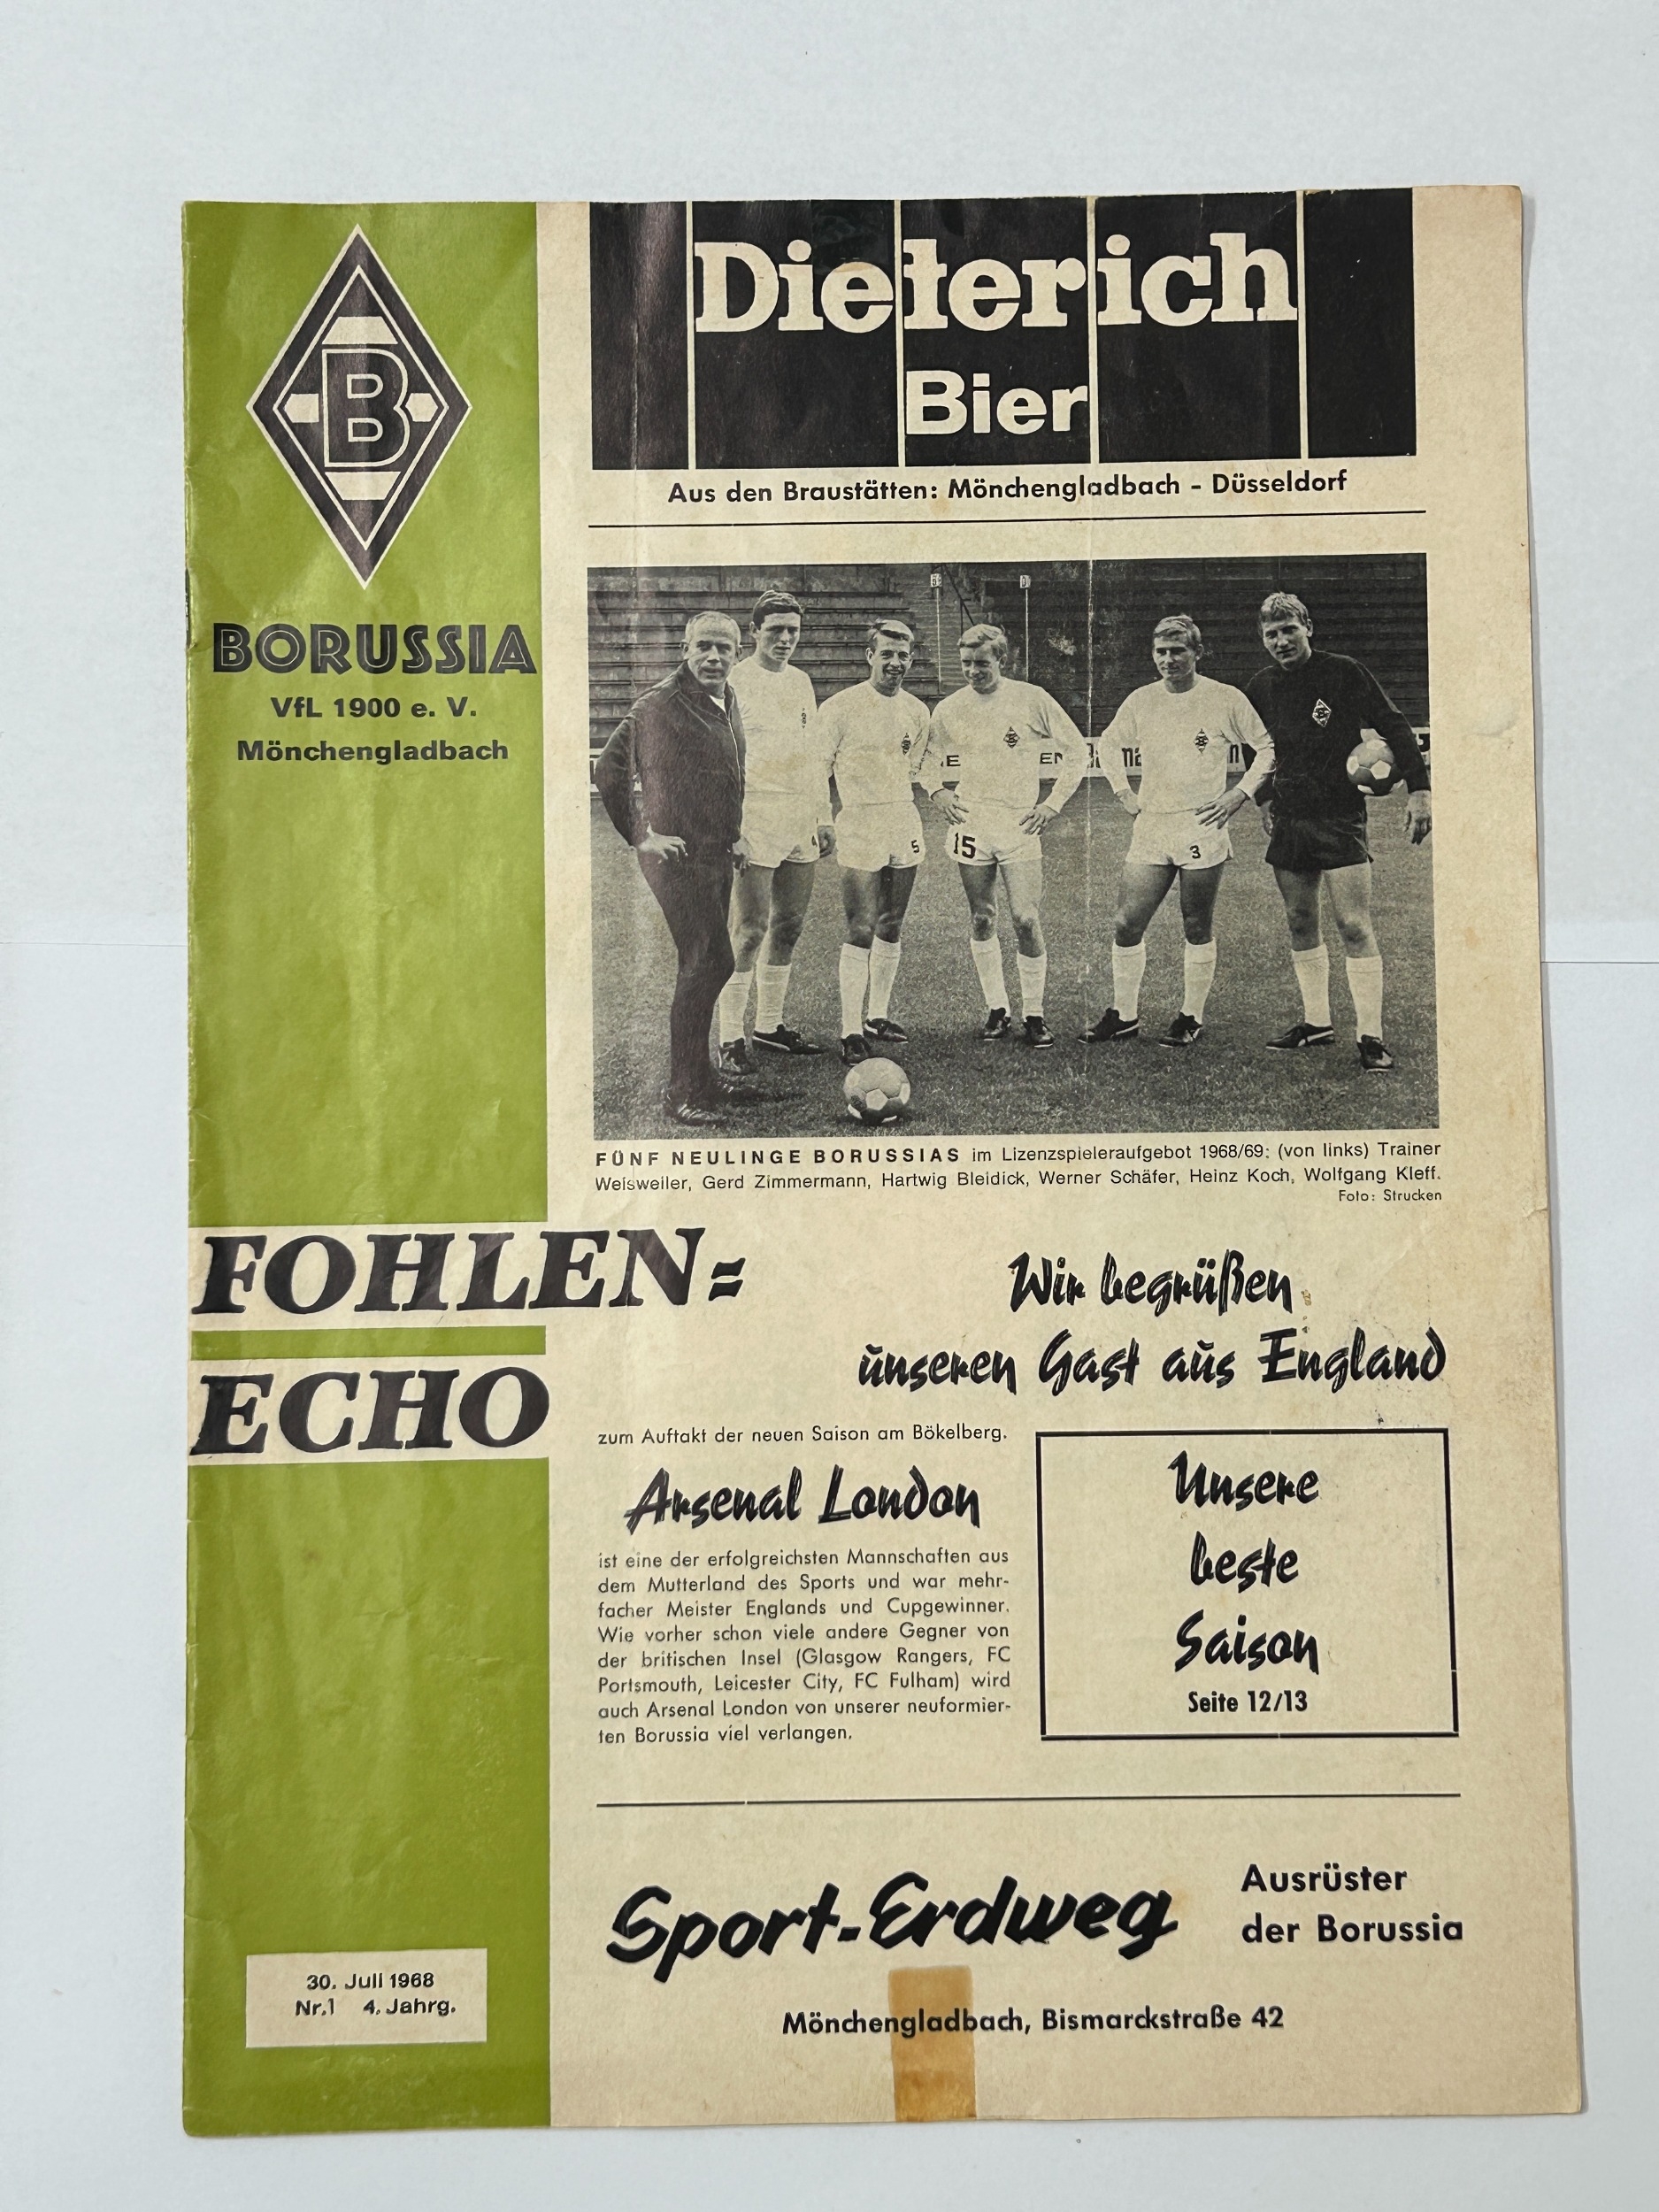 B
BORUSSIA
VfL 1900 e. V.
Mönchengladbach
Dieterich
Bier
Aus den Braustätten: Mönchengladbach - Düsseldorf
5
15
3
FÜNF NEULINGE BORUSSIAS im Lizenzspieleraufgebot 1968/69: (von links) Trainer
Weisweiler, Gerd Zimmermann, Hartwig Bleidick, Werner Schäfer, Heinz Koch, Wolfgang Kleff.
Foto: Strucken
FOHLEN=
ECHO
Wir begrüßen
unseren Gast aus England
zum Auftakt der neuen Saison am Bökelberg.
Arsenal London
ist eine der erfolgreichsten Mannschaften aus
dem Mutterland des Sports und war mehr-
facher Meister Englands und Cupgewinner.
Wie vorher schon viele andere Gegner von
der britischen Insel (Glasgow Rangers, FC
Portsmouth, Leicester City, FC Fulham) wird
auch Arsenal London von unserer neuformier-
ten Borussia viel verlangen.
Unsere
beste
Saison
Seite 12/13
Sport-Erdweg
Ausrüster
der Borussia
Mönchengladbach, Bismarckstraße 42
30. Juli 1968
Nr.1 4. Jahrg.